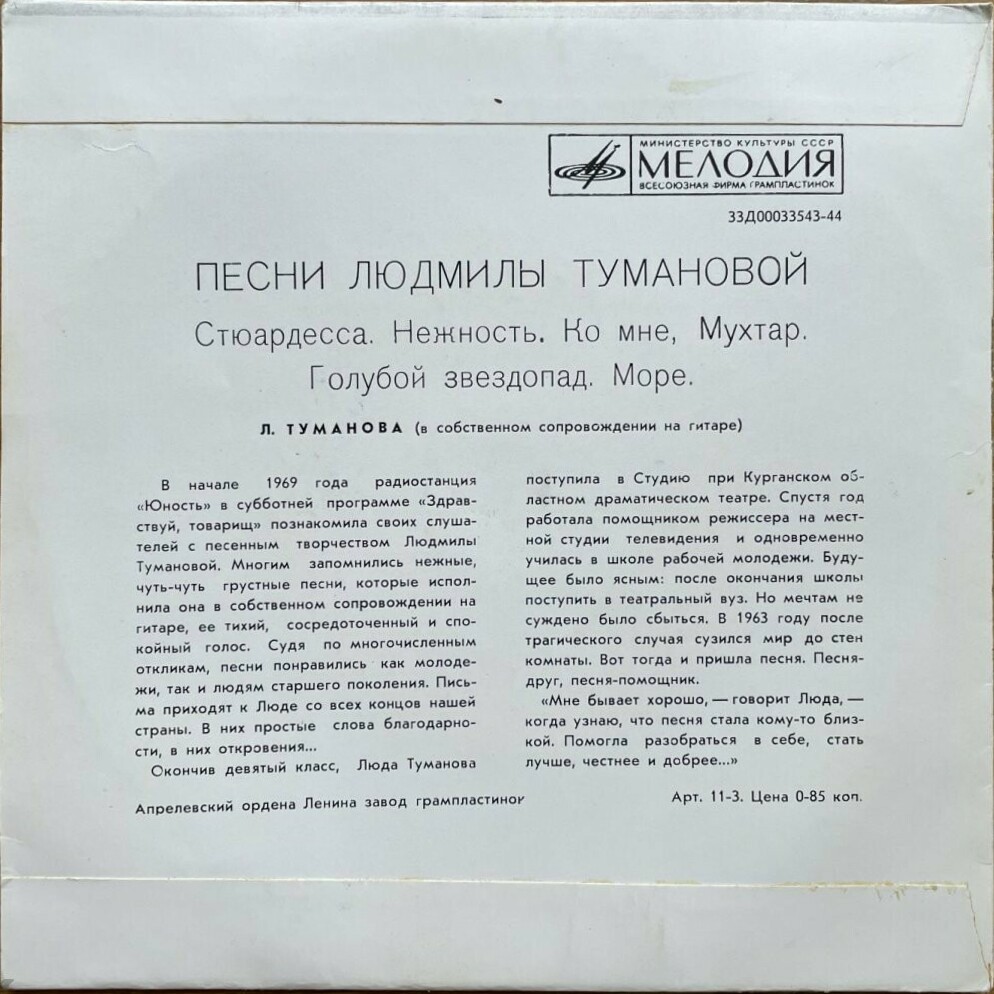 МИНИСТЕРСТВО КУЛЬТУРЫ СССР
МЕЛОДИЯ
ВСЕСОЮЗНАЯ ФИРМА ГРАМПЛАСТИНОК
33Д00033543-44
ПЕСНИ ЛЮДМИЛЫ ТУМАНОВОЙ
Стюардесса. Нежность. Ко мне, Мухтар.
Голубой звездопад. Море.
Л. ТУМАНОВА (в собственном сопровождении на гитаре)
В начале 1969 года радиостанция
«Юность» в субботней программе «Здрав-
ствуй, товарищ» познакомила своих слуша-
телей с песенным творчеством Людмилы
Тумановой. Многим запомнились нежные,
чуть-чуть грустные песни, которые испол-
нила она в собственном сопровождении на
гитаре, ее тихий, сосредоточенный и спо-
койный голос. Судя по многочисленным
откликам, песни понравились как молоде-
жи, так и людям старшего поколения. Пись-
ма приходят к Люде со всех концов нашей
страны. В них простые слова благодарно-
сти, в них откровения...
Окончив девятый класс, Люда Туманова
поступила в Студию при Курганском об-
ластном драматическом театре. Спустя год
работала помощником режиссера на мест-
ной студии телевидения и одновременно
училась в школе рабочей молодежи. Буду-
щее было ясным: после окончания школы
поступить в театральный вуз. Но мечтам не
суждено было сбыться. В 1963 году после
трагического случая сузился мир до стен
комнаты. Вот тогда и пришла песня. Песня-
друг, песня-помощник.
«Мне бывает хорошо, — говорит Люда, —
когда узнаю, что песня стала кому-то близ-
кой. Помогла разобраться в себе, стать
лучше, честнее и добрее...»
Апрелевский ордена Ленина завод грампластинок
Арт. 11-3. Цена 0-85 коп.